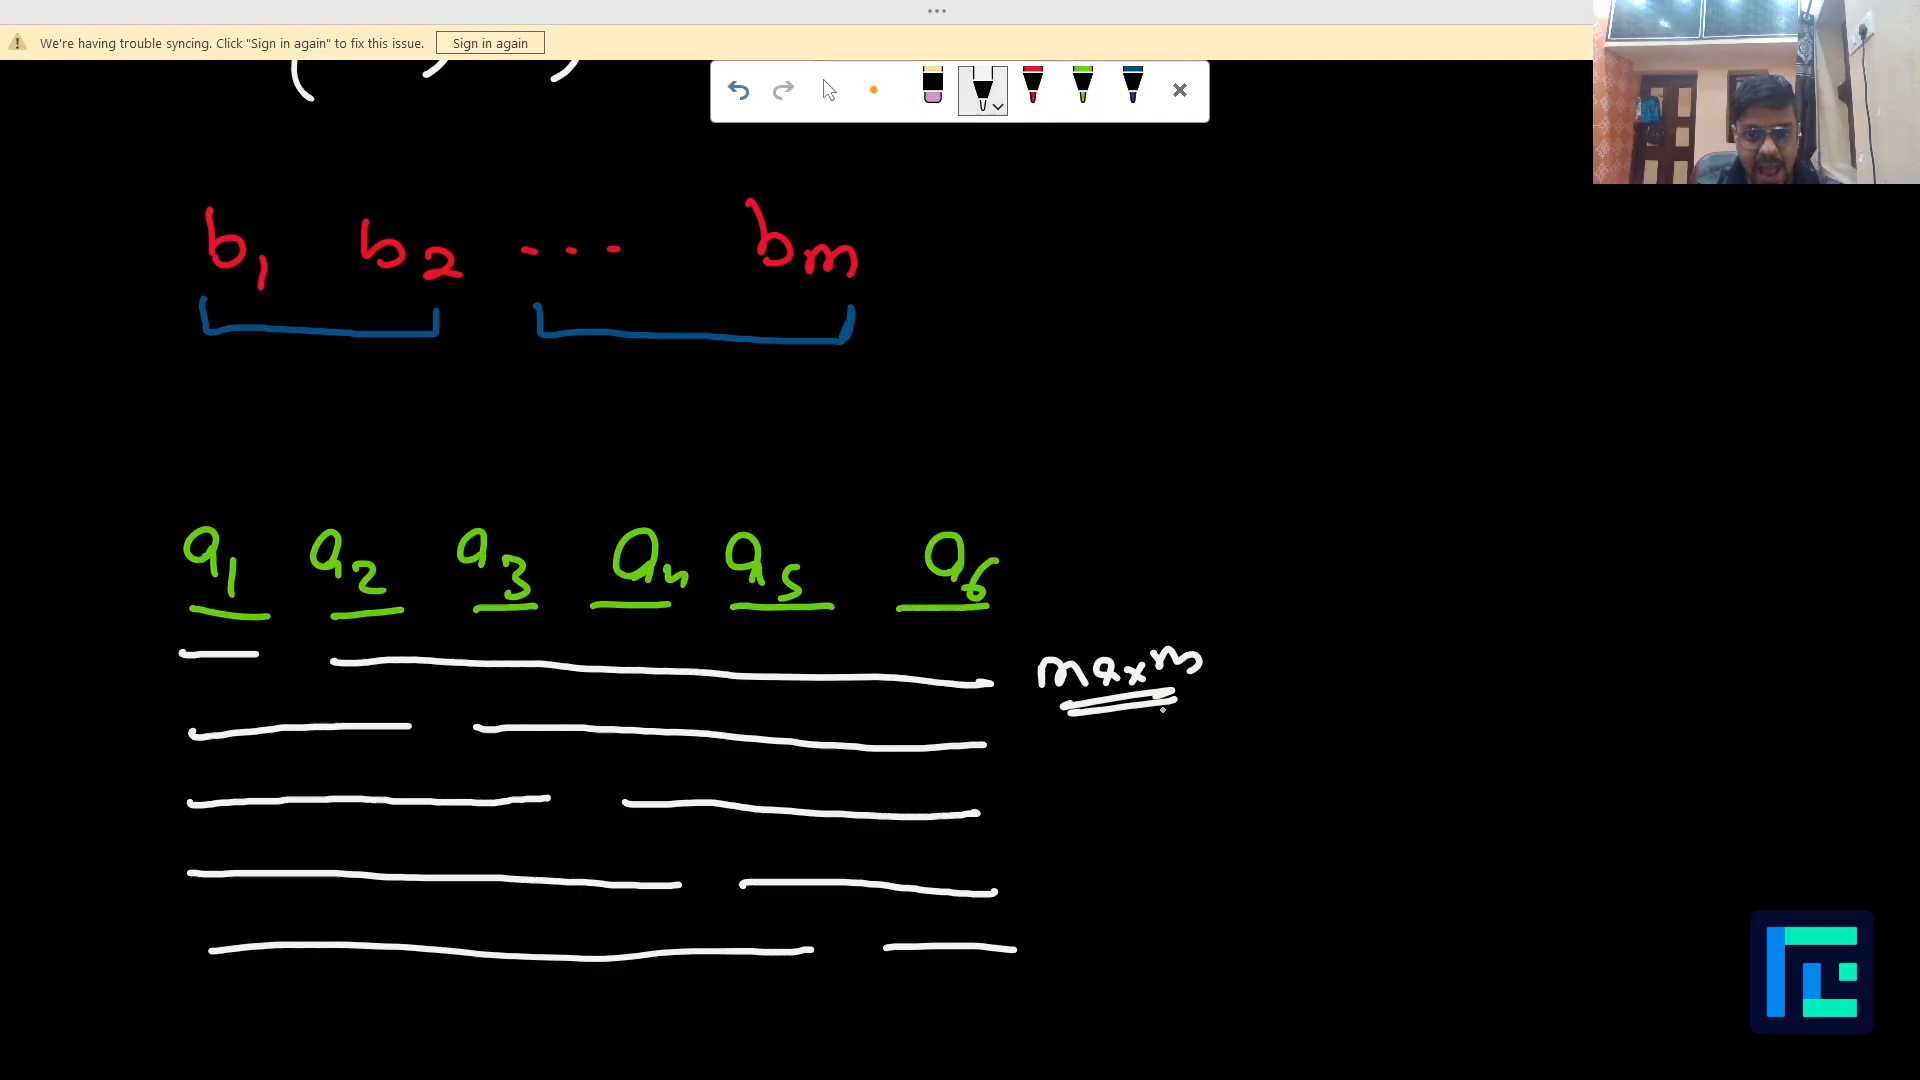 We're having trouble syncing. Click "Sign in again" to fix this issue. Sign in again
b1 b2 ... bm
a1 a2 a3 an a5 a6
maxm